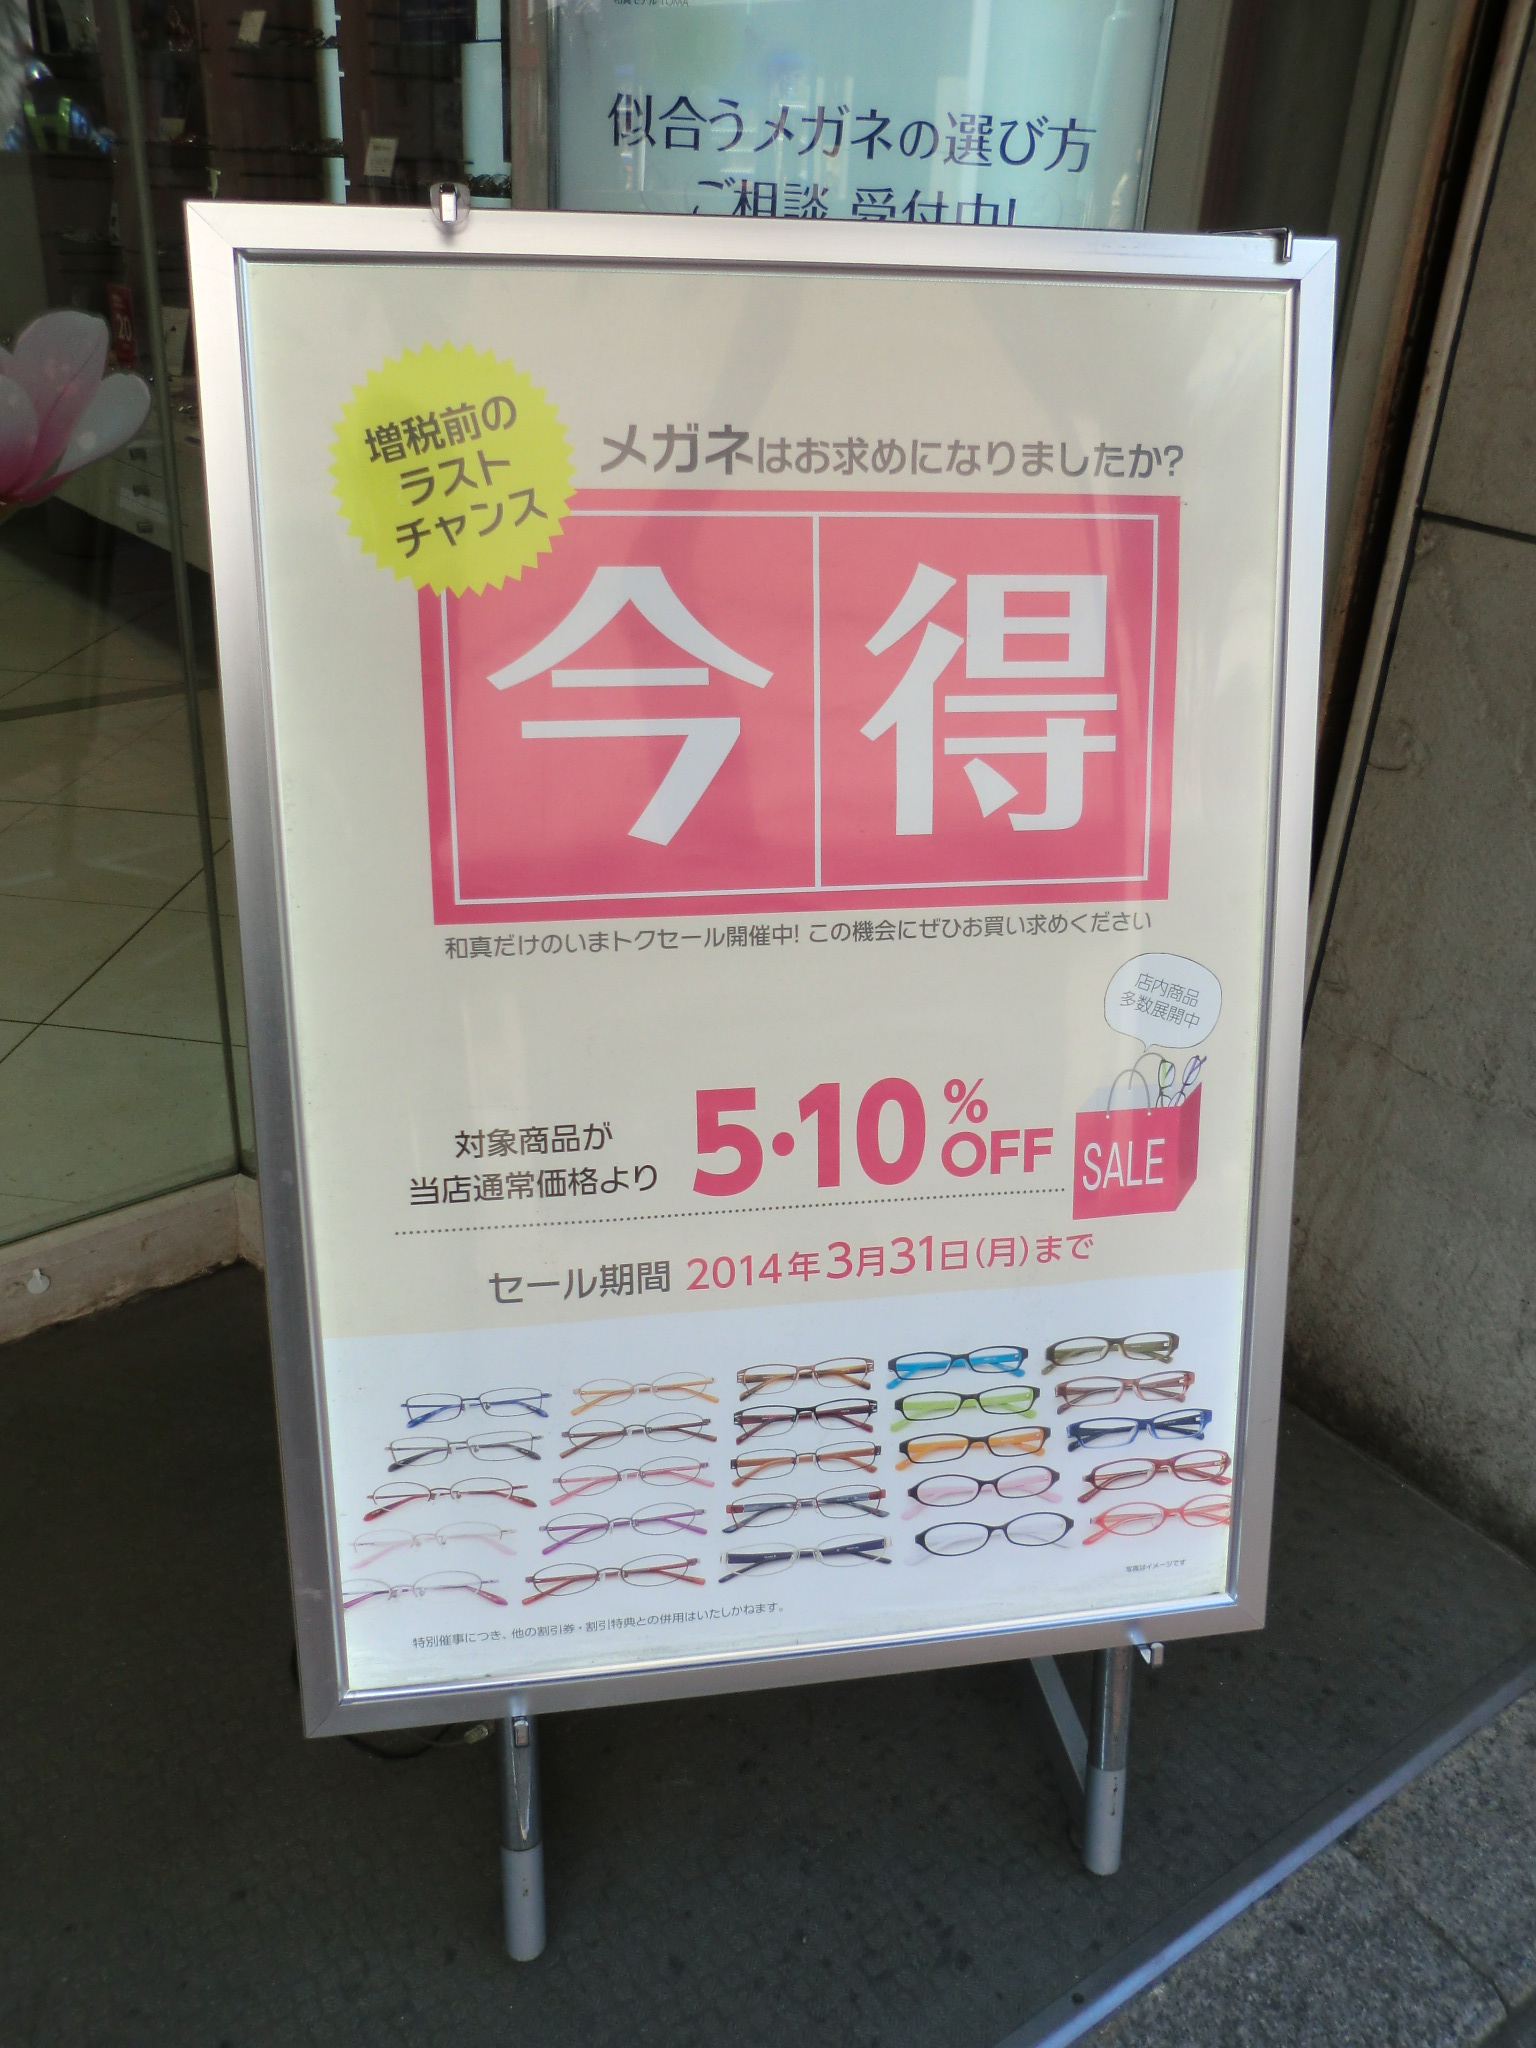 似合うメガネの選び方
ご相談 受付中!
増税前の
ラスト
チャンス
メガネはお求めになりましたか?
今得
和真だけのいまトクセール開催中! この機会にぜひお買い求めください
店内商品
多数展開中
対象商品が
当店通常価格より
5・10%OFF
SALE
セール期間 2014年3月31日(月)まで
写真はイメージです
特別催事につき、他の割引券・割引特典との併用はいたしかねます。
20